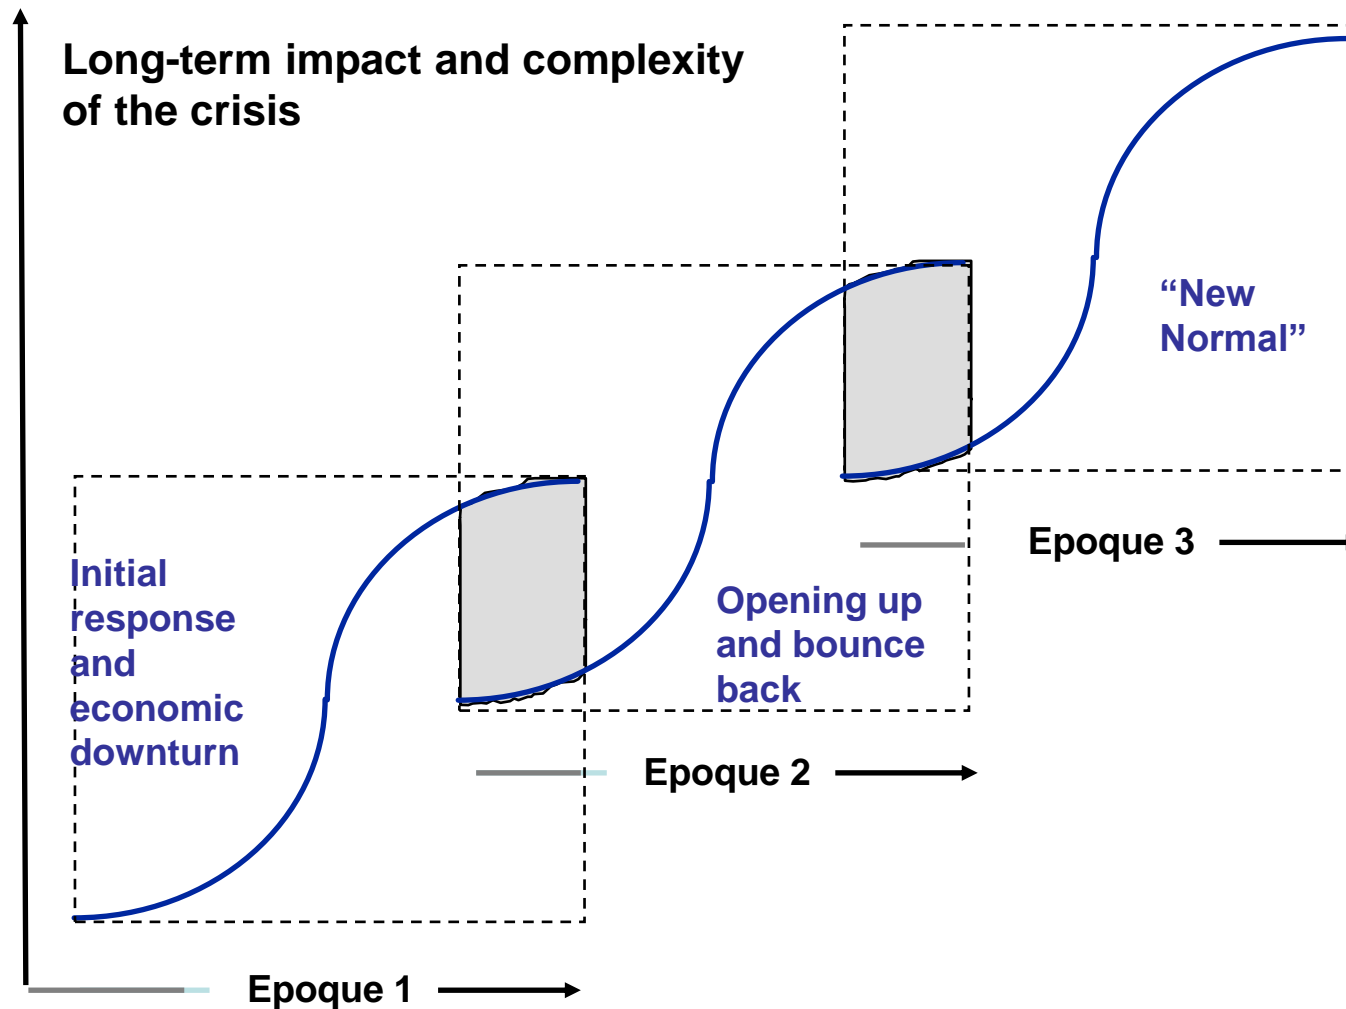 Long-term impact and complexity
of the crisis
“New
Normal”
Epoque 3
Initial
response
and
economic
downturn
Opening up
and bounce
back
Epoque 2
Epoque 1